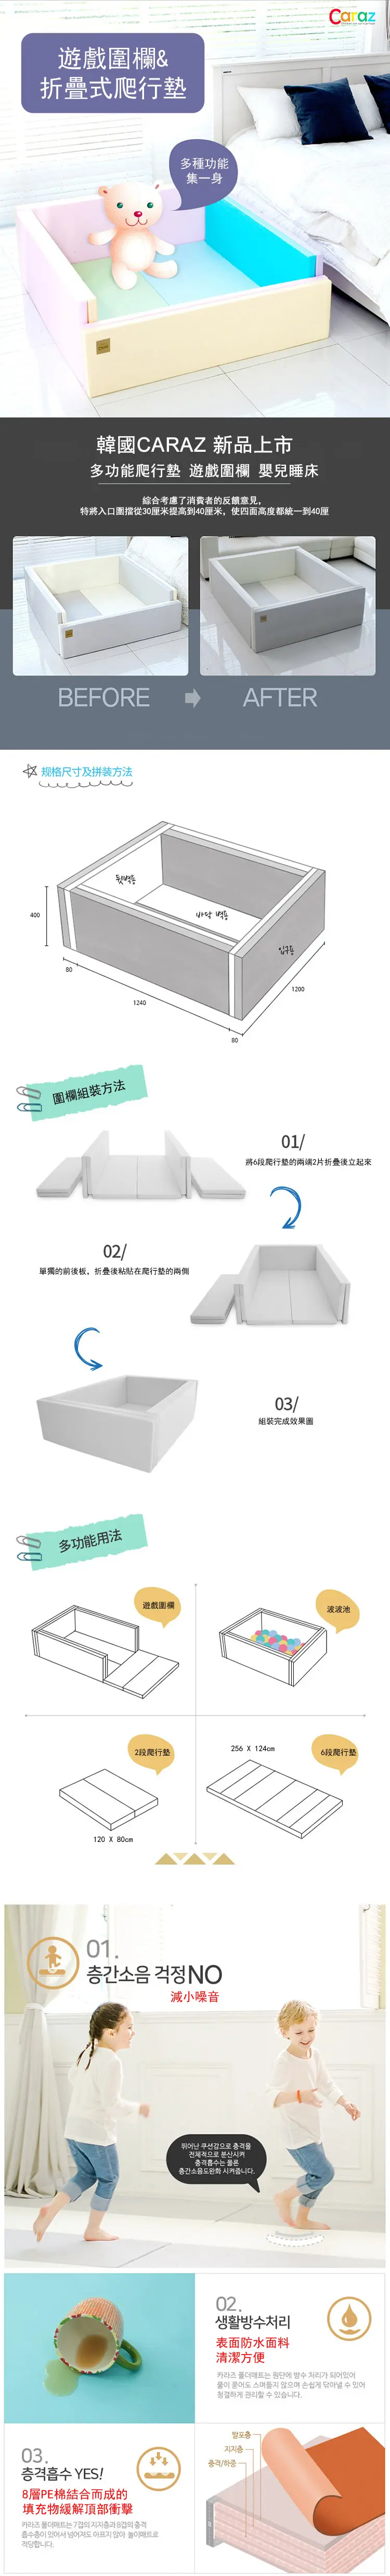 Caraz
遊戲圍欄&
折疊式爬行墊
多種功能
集一身
韓國CARAZ 新品上市
多功能爬行墊 遊戲圍欄 嬰兒睡床
綜合考慮了消費者的反饋意見,
特將入口圍擋從30厘米提高到40厘米, 使四面高度都統一到40厘
BEFORE
AFTER
规格尺寸及拼装方法
뒷벽용
바닥 벽용
입구용
400
80
1240
80
1200
圍欄組裝方法
01/
將6段爬行墊的兩端2片折疊後立起來
02/
單獨的前後板, 折疊後粘貼在爬行墊的兩側
03/
組裝完成效果圖
多功能用法
遊戲圍欄
波波池
2段爬行墊
120 X 80cm
256 X 124cm
6段爬行墊
01.
층간소음 걱정NO
減小噪音
뛰어난 쿠션감으로 충격을
전체적으로 분산시켜
충격흡수는 물론
층간소음도완화 시켜줍니다.
02.
생활방수처리
表面防水面料
清潔方便
카라즈 폴더매트는 원단에 방수 처리가 되어있어
물이 묻어도 스며들지 않으며 손쉽게 닦아낼 수 있어
청결하게 관리할 수 있습니다.
03.
충격흡수 YES!
8層PE棉結合而成的
填充物緩解頂部衝擊
카라즈 폴더매트는 7겹의 지지층과 8겹의 충격
흡수층이 있어서 넘어져도 아프지 않아 놀이매트로
적당합니다.
발포층
지지층
충격/하중